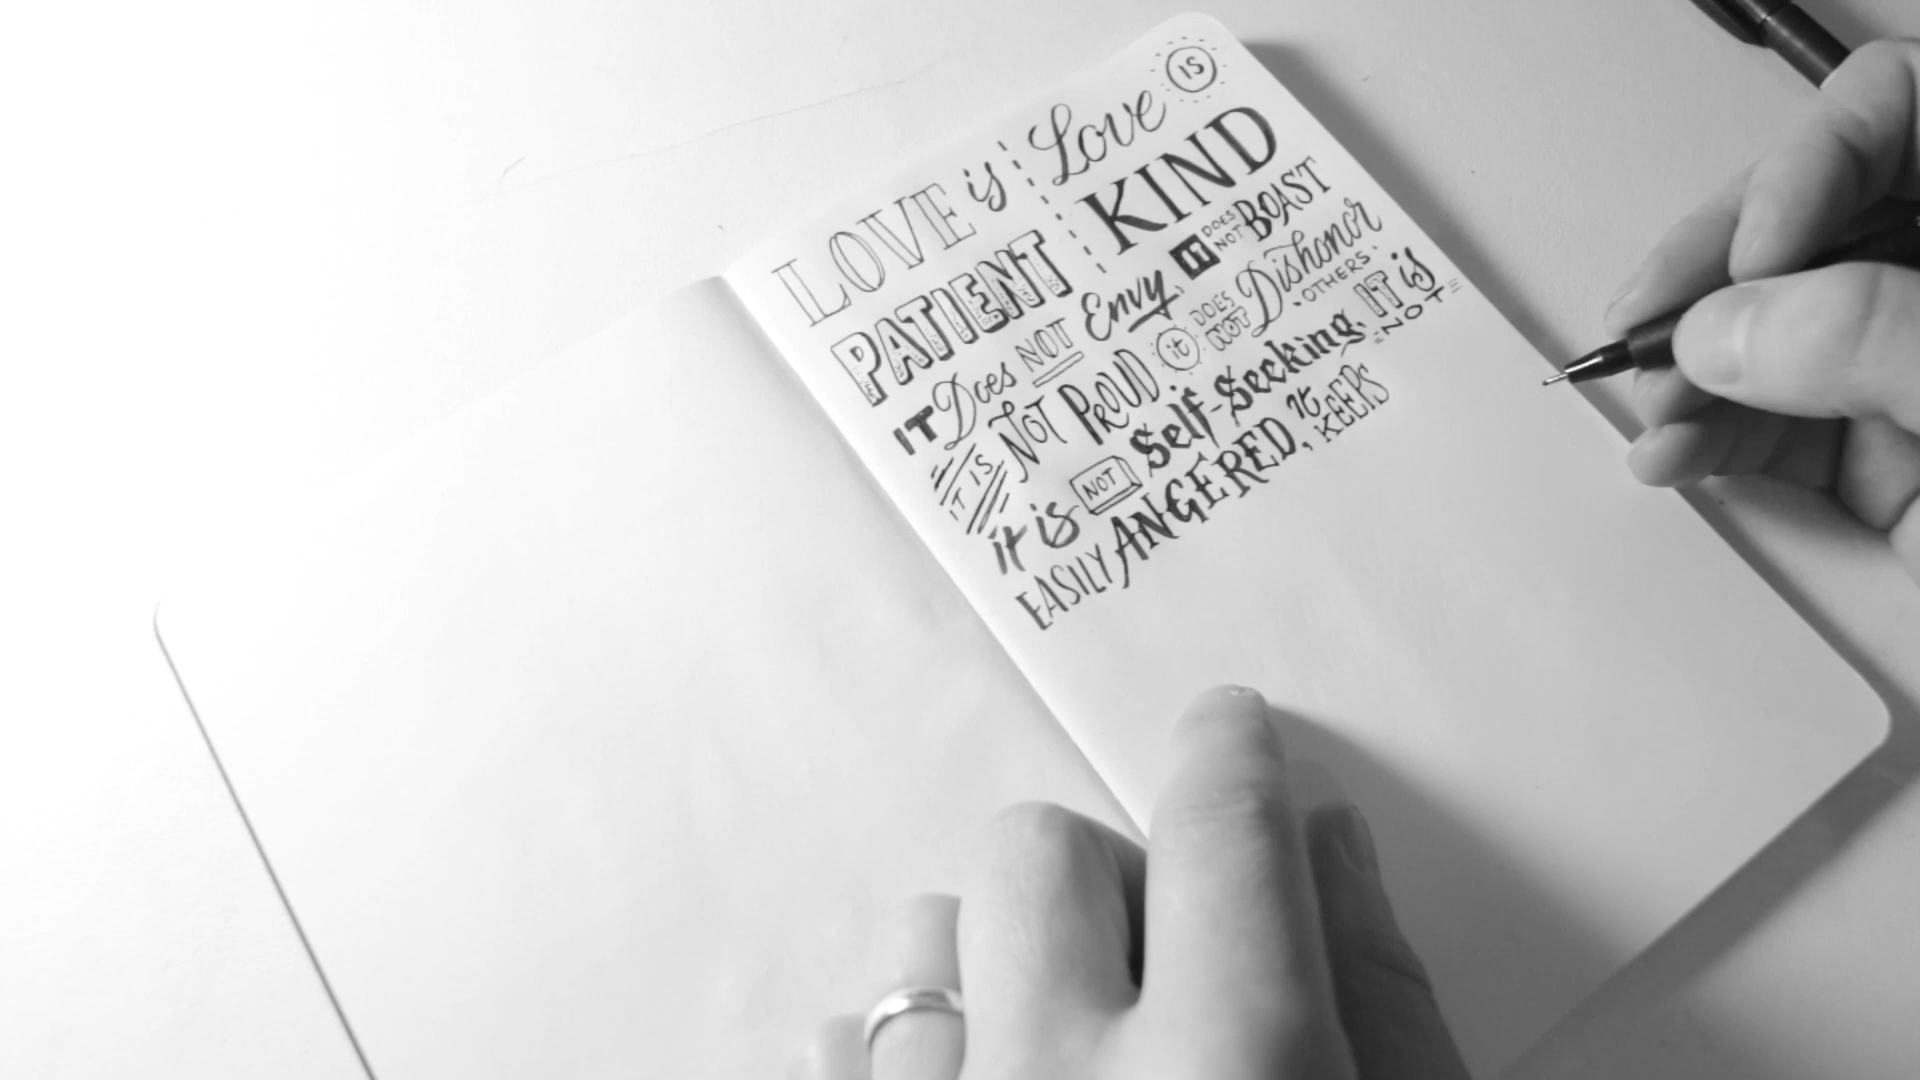 LOVE is Love IS
PATIENT KIND
IT Does NOT Envy, IT DOES NOT BOAST
IT IS NOT PROUD it DOES NOT Dishonor OTHERS.
it is NOT Self-Seeking. IT is NOT
EASILY ANGERED, it KEEPS